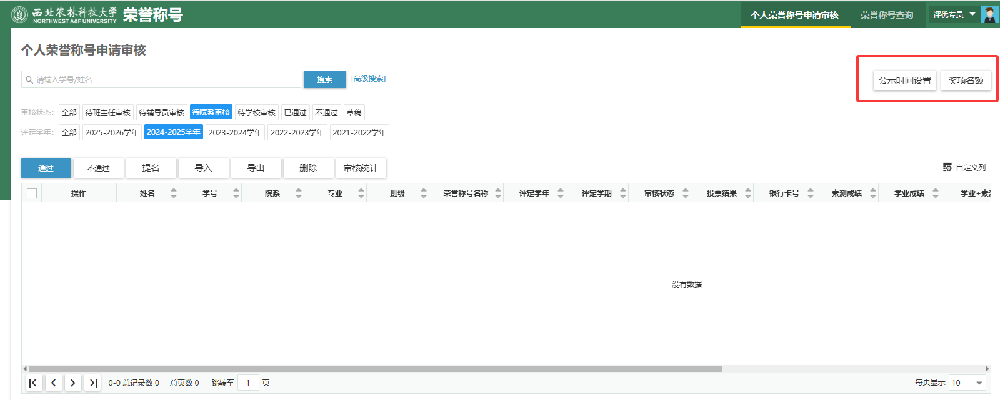 西北农林科技大学 荣誉称号
NORTHWEST A&F UNIVERSITY
个人荣誉称号申请审核 荣誉称号查询 评优专员
个人荣誉称号申请审核
请输入学号/姓名 搜索 [高级搜索]
公示时间设置 奖项名额
审核状态: 全部 待班主任审核 待辅导员审核 待院系审核 待学校审核 已通过 不通过 草稿
评定学年: 全部 2025-2026学年 2024-2025学年 2023-2024学年 2022-2023学年 2021-2022学年
通过 不通过 提名 导入 导出 删除 审核统计 自定义列
操作 姓名 学号 院系 专业 班级 荣誉称号名称 评定学年 评定学期 审核状态 投票结果 银行卡号 素测成绩 学业成绩 学业+素
没有数据
0-0 总记录数 0 总页数 0 跳转至 1 页 每页显示 10